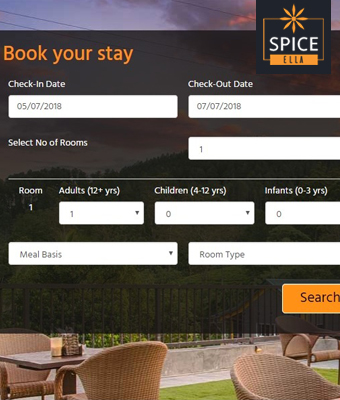 SPICE
ELLA
Book your stay
Check-In Date Check-Out Date
05/07/2018 07/07/2018
Select No of Rooms 1
Room Adults (12+ yrs) Children (4-12 yrs) Infants (0-3 yrs)
1 1 0 0
Meal Basis Room Type
Search